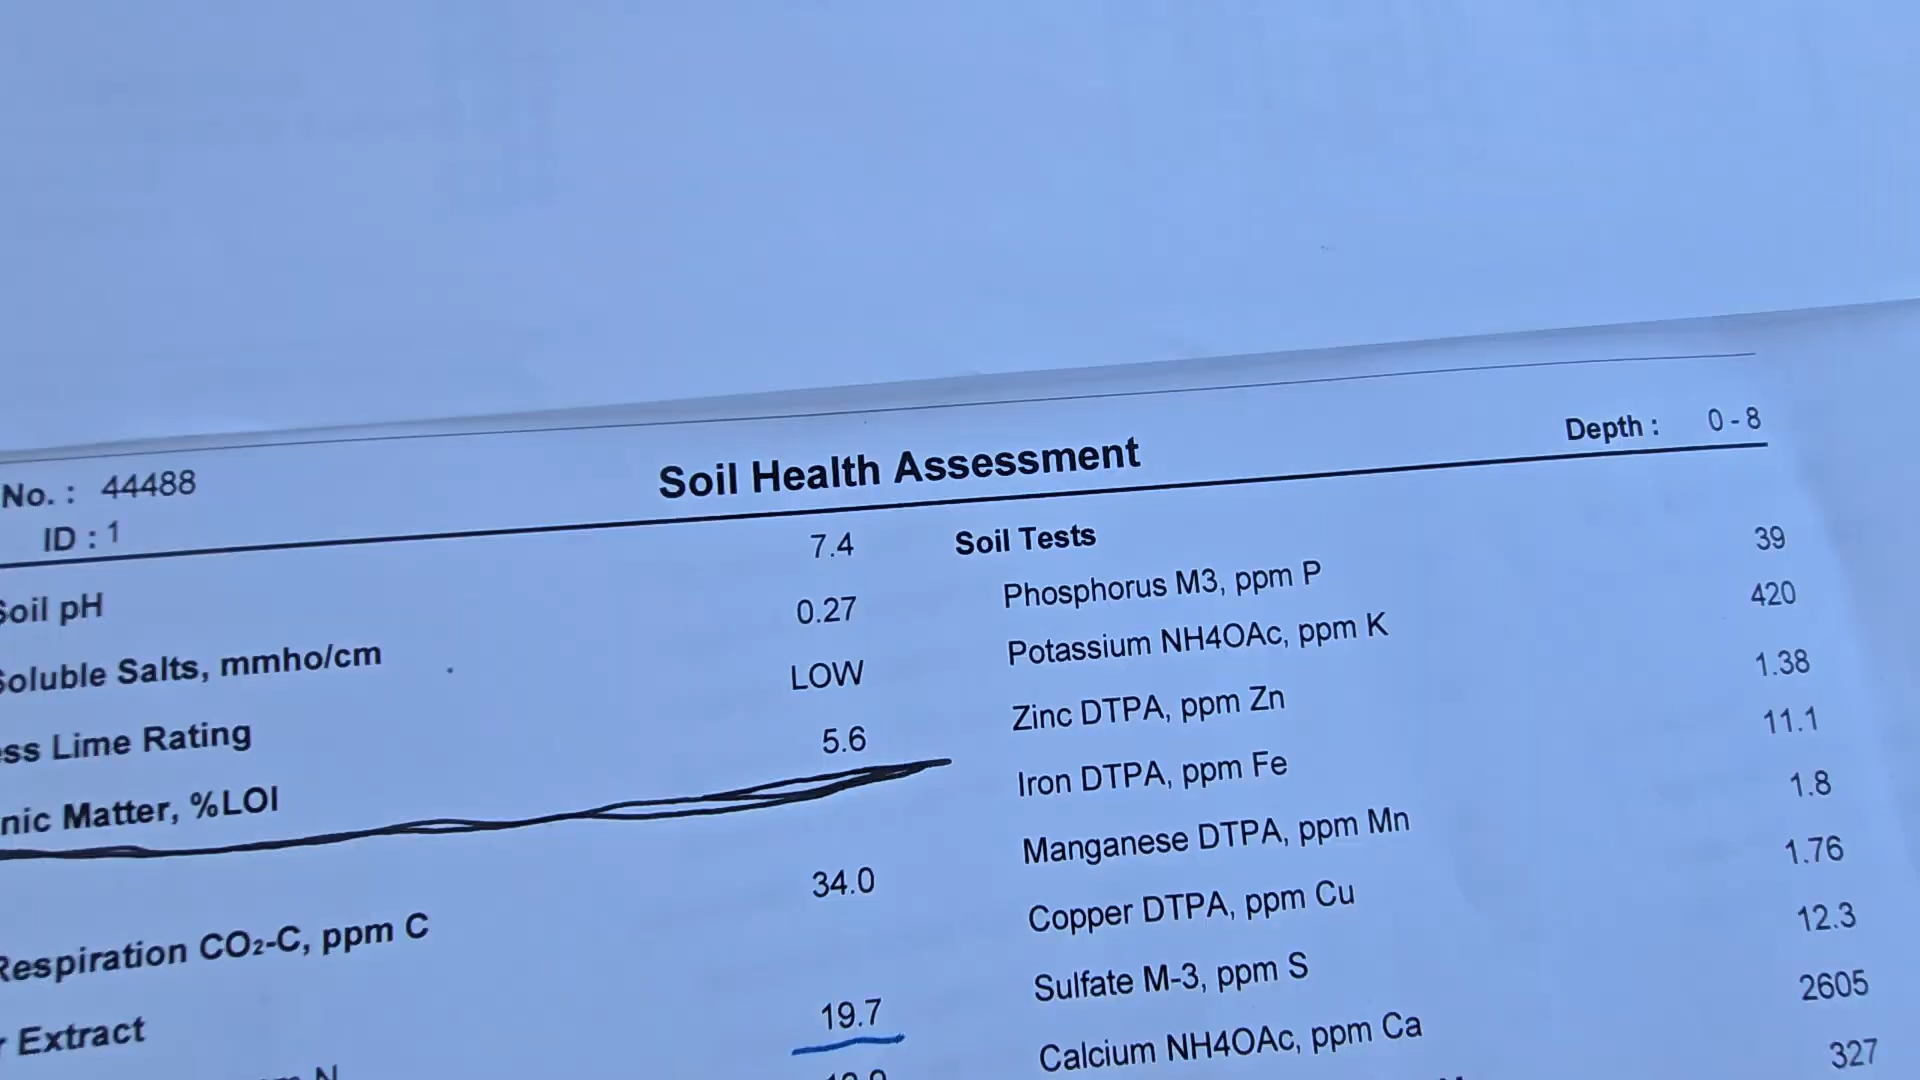 No. : 44488
ID : 1
Soil Health Assessment
Depth : 0 - 8
Soil pH 7.4
Soluble Salts, mmho/cm 0.27
ss Lime Rating LOW
nic Matter, %LOI 5.6
Respiration CO2-C, ppm C 34.0
Extract
19.7
Soil Tests
Phosphorus M3, ppm P 39
Potassium NH4OAc, ppm K 420
Zinc DTPA, ppm Zn 1.38
Iron DTPA, ppm Fe 11.1
Manganese DTPA, ppm Mn 1.8
Copper DTPA, ppm Cu 1.76
Sulfate M-3, ppm S 12.3
Calcium NH4OAc, ppm Ca 2605
327